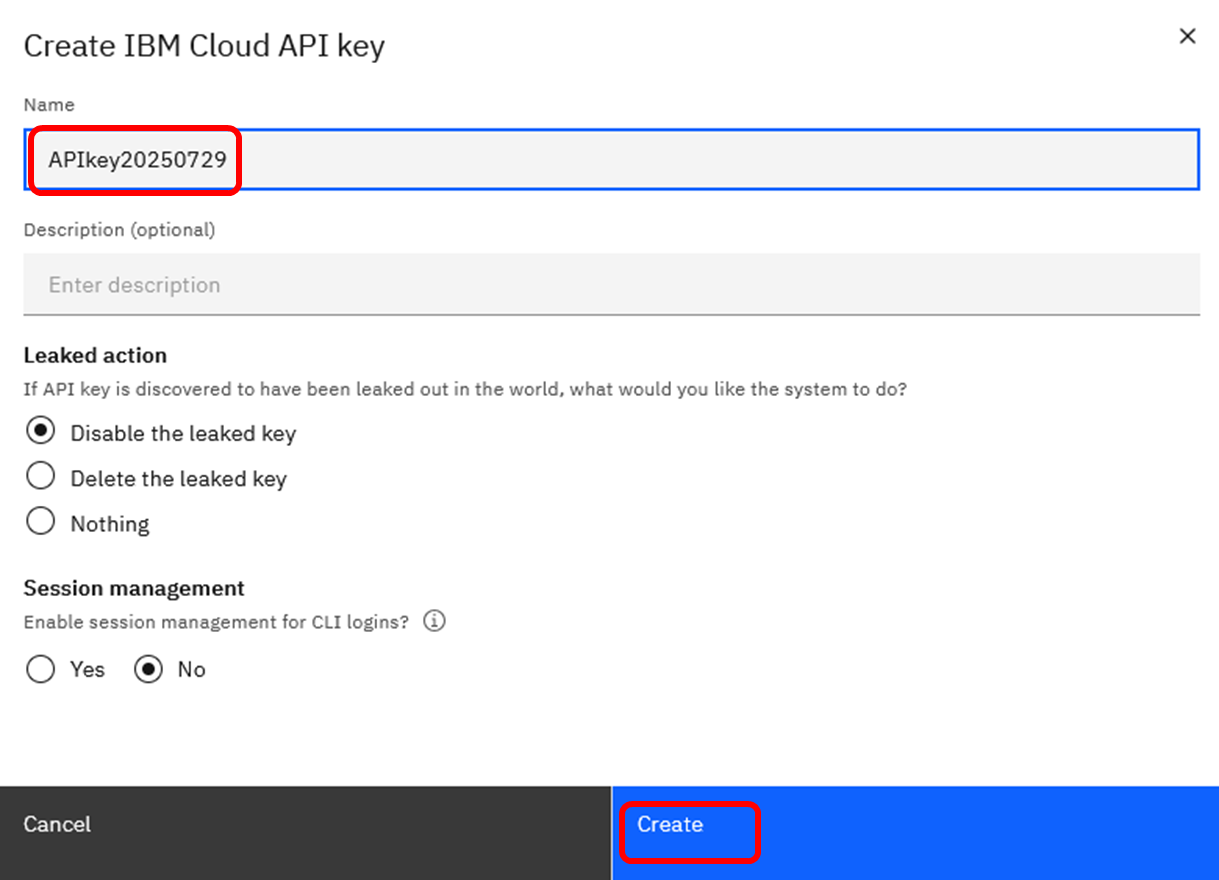 Create IBM Cloud API key
Name
APIkey20250729
Description (optional)
Enter description
Leaked action
If API key is discovered to have been leaked out in the world, what would you like the system to do?
Disable the leaked key
Delete the leaked key
Nothing
Session management
Enable session management for CLI logins?
Yes No
Cancel Create